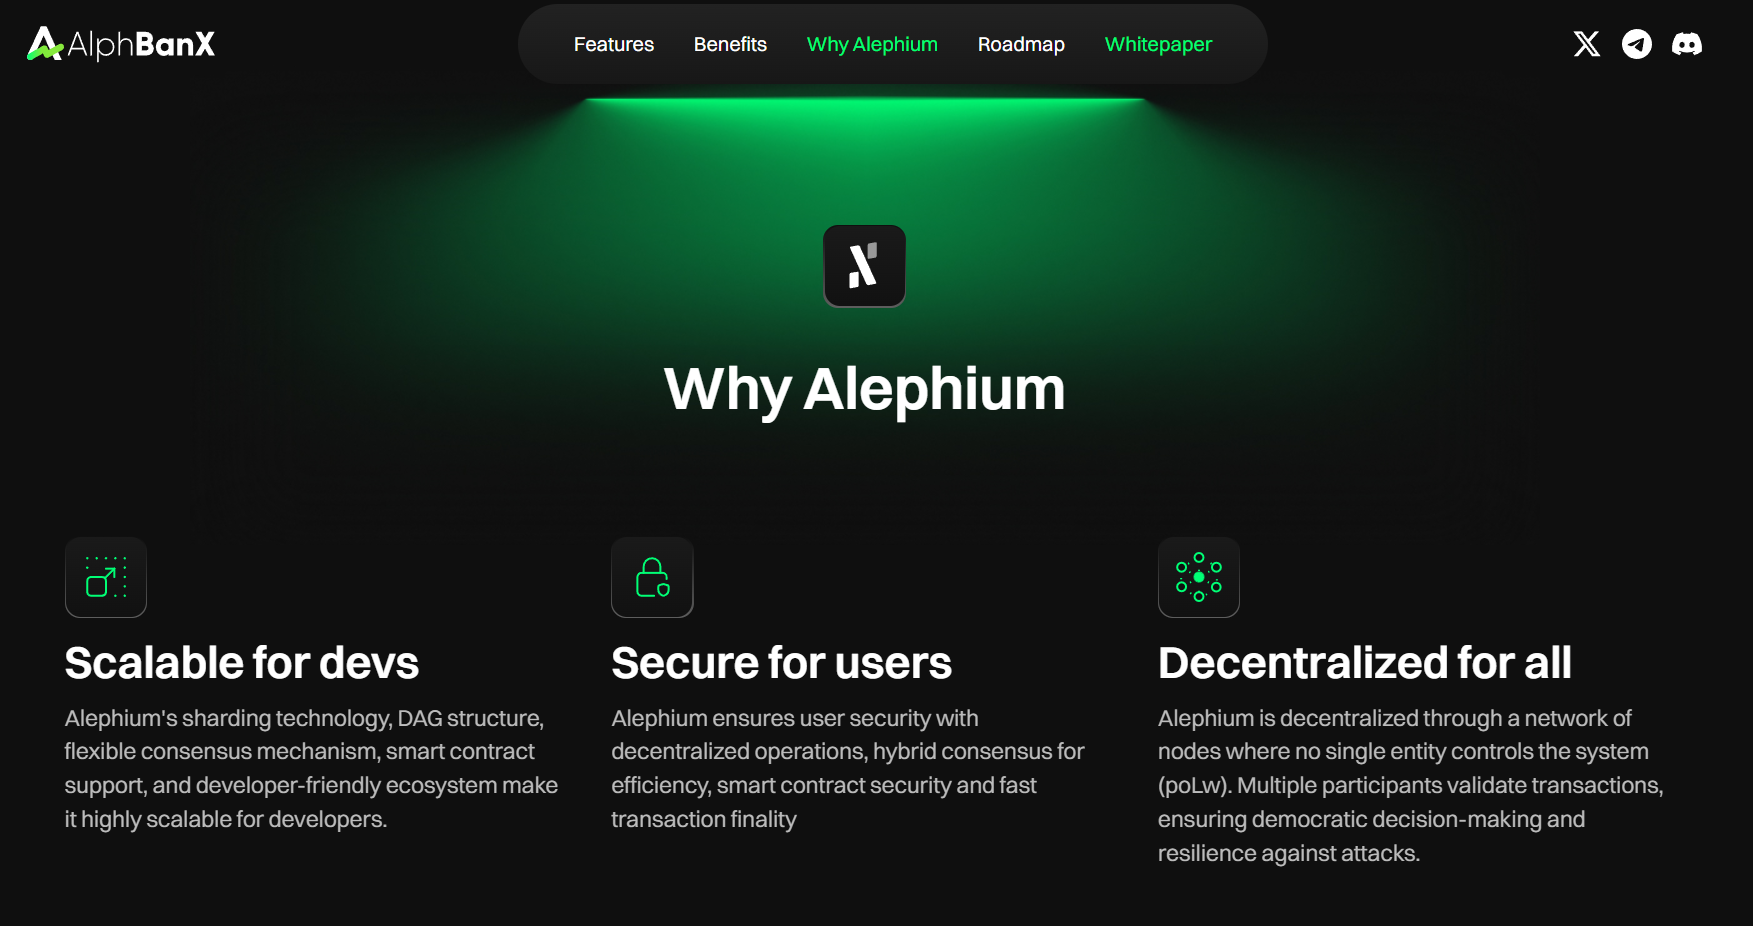 AlphBanX
Features Benefits Why Alephium Roadmap Whitepaper
Why Alephium
Scalable for devs
Alephium's sharding technology, DAG structure,
flexible consensus mechanism, smart contract
support, and developer-friendly ecosystem make
it highly scalable for developers.
Secure for users
Alephium ensures user security with
decentralized operations, hybrid consensus for
efficiency, smart contract security and fast
transaction finality
Decentralized for all
Alephium is decentralized through a network of
nodes where no single entity controls the system
(poLw). Multiple participants validate transactions,
ensuring democratic decision-making and
resilience against attacks.